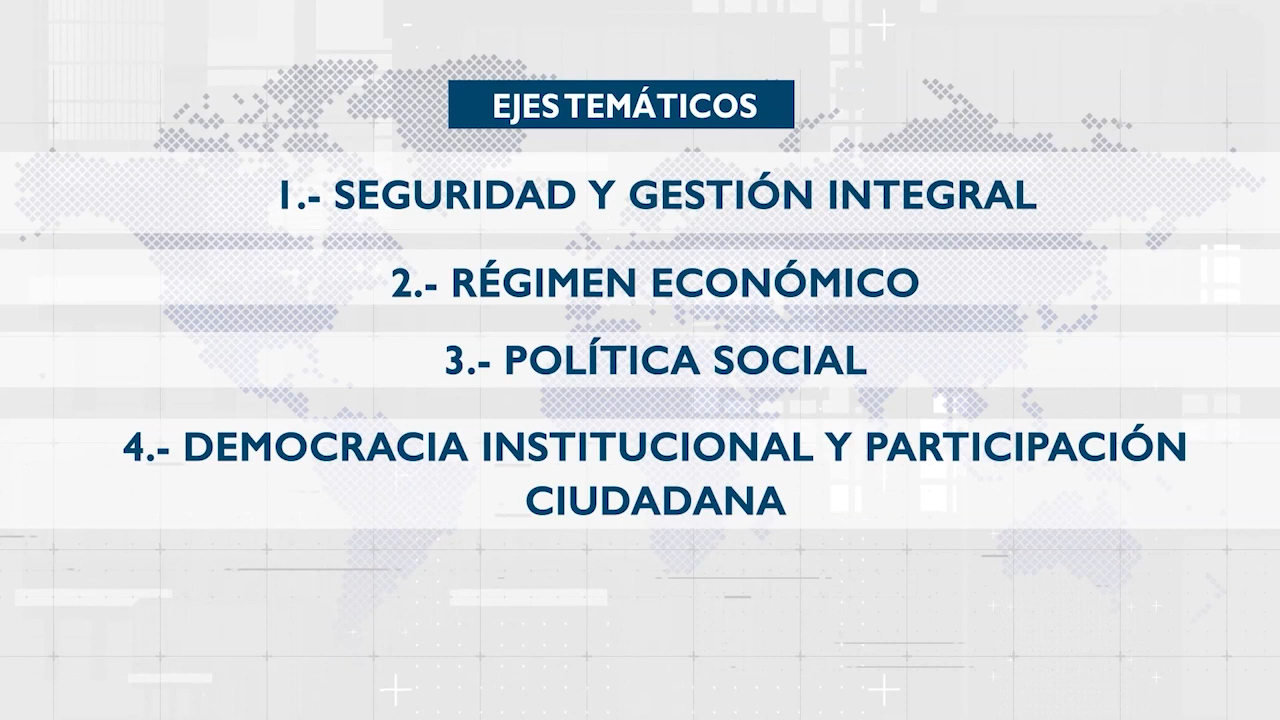 EJES TEMÁTICOS
1.- SEGURIDAD Y GESTIÓN INTEGRAL
2.- RÉGIMEN ECONÓMICO
3.- POLÍTICA SOCIAL
4.- DEMOCRACIA INSTITUCIONAL Y PARTICIPACIÓN
CIUDADANA